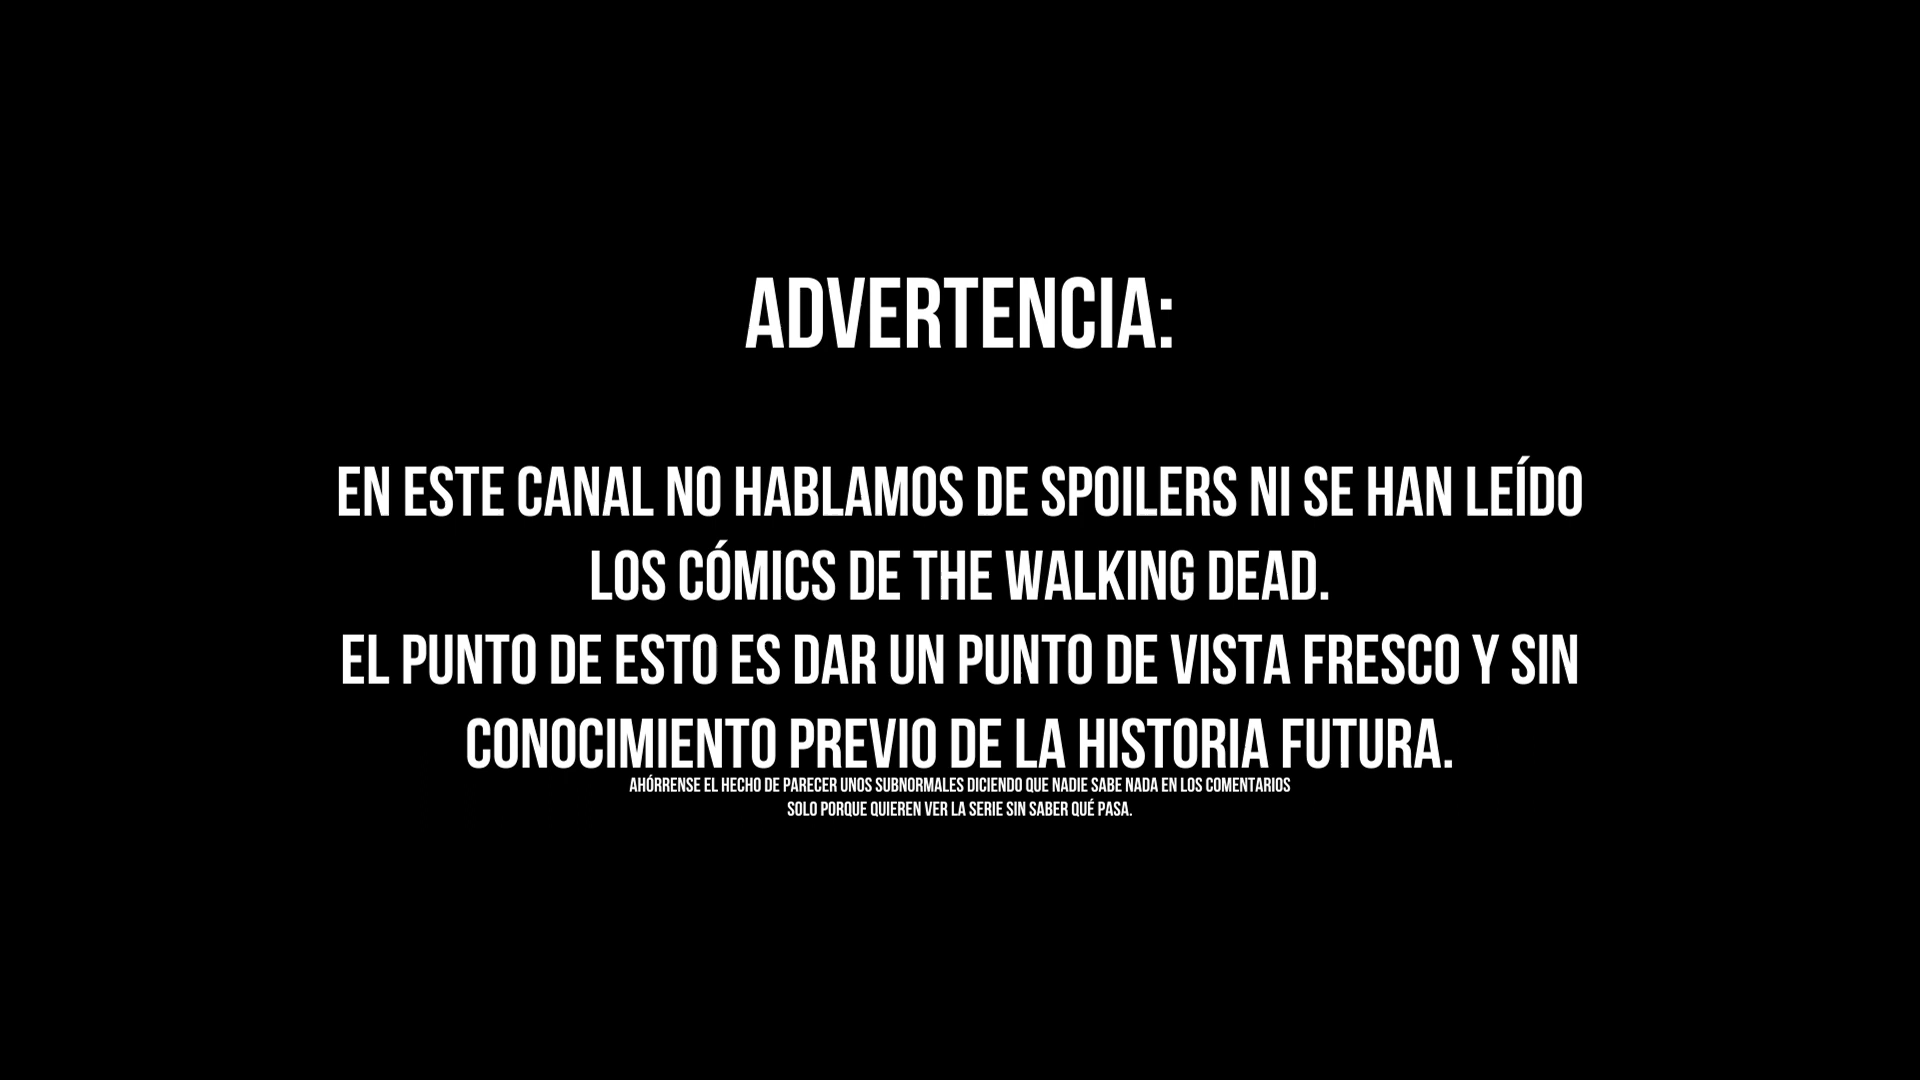 ADVERTENCIA:
EN ESTE CANAL NO HABLAMOS DE SPOILERS NI SE HAN LEÍDO
LOS CÓMICS DE THE WALKING DEAD.
EL PUNTO DE ESTO ES DAR UN PUNTO DE VISTA FRESCO Y SIN
CONOCIMIENTO PREVIO DE LA HISTORIA FUTURA.
AHÓRRENSE EL HECHO DE PARECER UNOS SUBNORMALES DICIENDO QUE NADIE SABE NADA EN LOS COMENTARIOS
SOLO PORQUE QUIEREN VER LA SERIE SIN SABER QUÉ PASA.